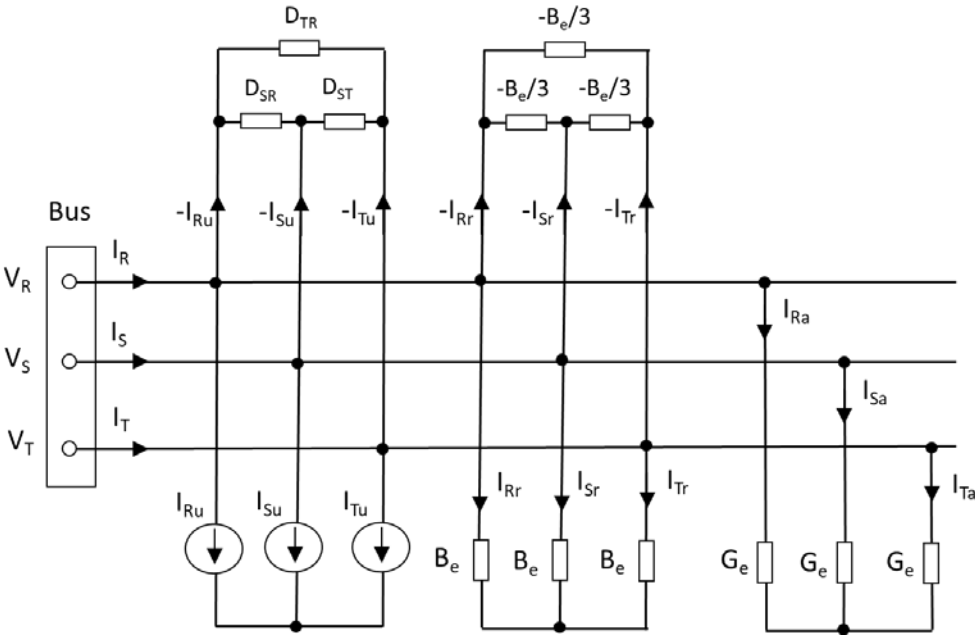 D_TR
-B_e/3
D_SR D_ST
-B_e/3 -B_e/3
Bus
-I_Ru -I_Su -I_Tu -I_Rr -I_Sr -I_Tr
V_R I_R
I_Ra
V_S I_S
I_Sa
V_T I_T
I_Ru I_Su I_Tu I_Rr I_Sr I_Tr I_Ta
B_e B_e B_e G_e G_e G_e